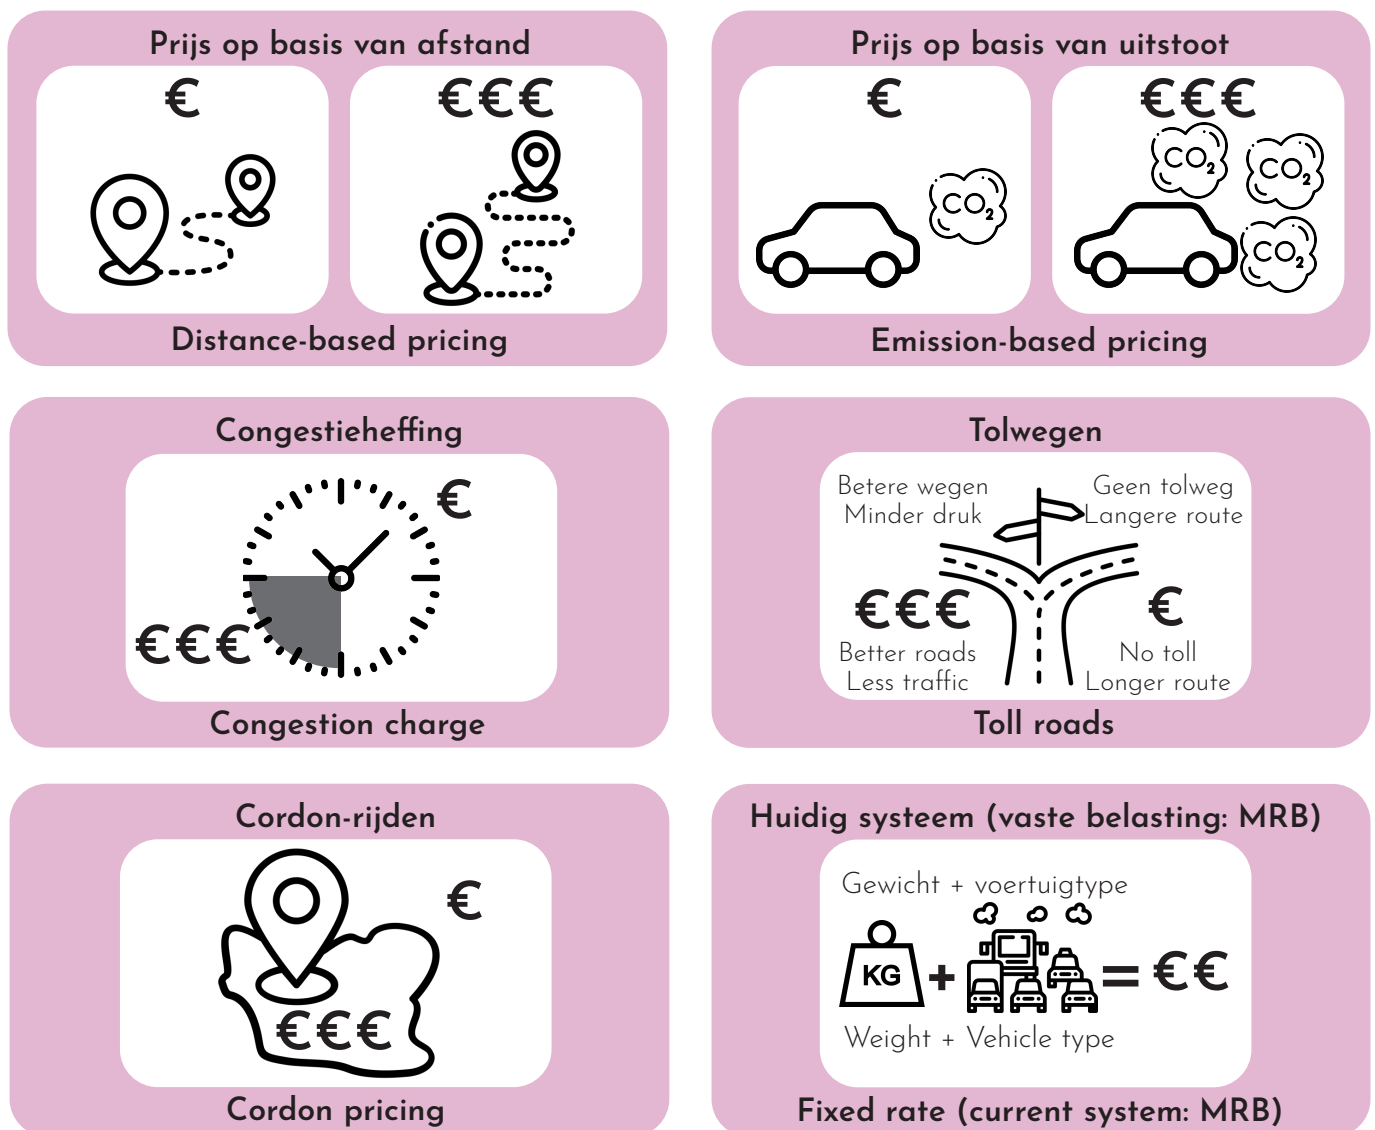 Prijs op basis van afstand
€
€€€
Distance-based pricing
Prijs op basis van uitstoot
€
€€€
CO2
CO2
CO2
CO2
Emission-based pricing
Congestieheffing
€
€€€
Congestion charge
Tolwegen
Betere wegen
Minder druk
Geen tolweg
Langere route
€€€
€
Better roads
Less traffic
No toll
Longer route
Toll roads
Cordon-rijden
€
€€€
Cordon pricing
Huidig systeem (vaste belasting: MRB)
Gewicht + voertuigtype
KG + = €€
Weight + Vehicle type
Fixed rate (current system: MRB)